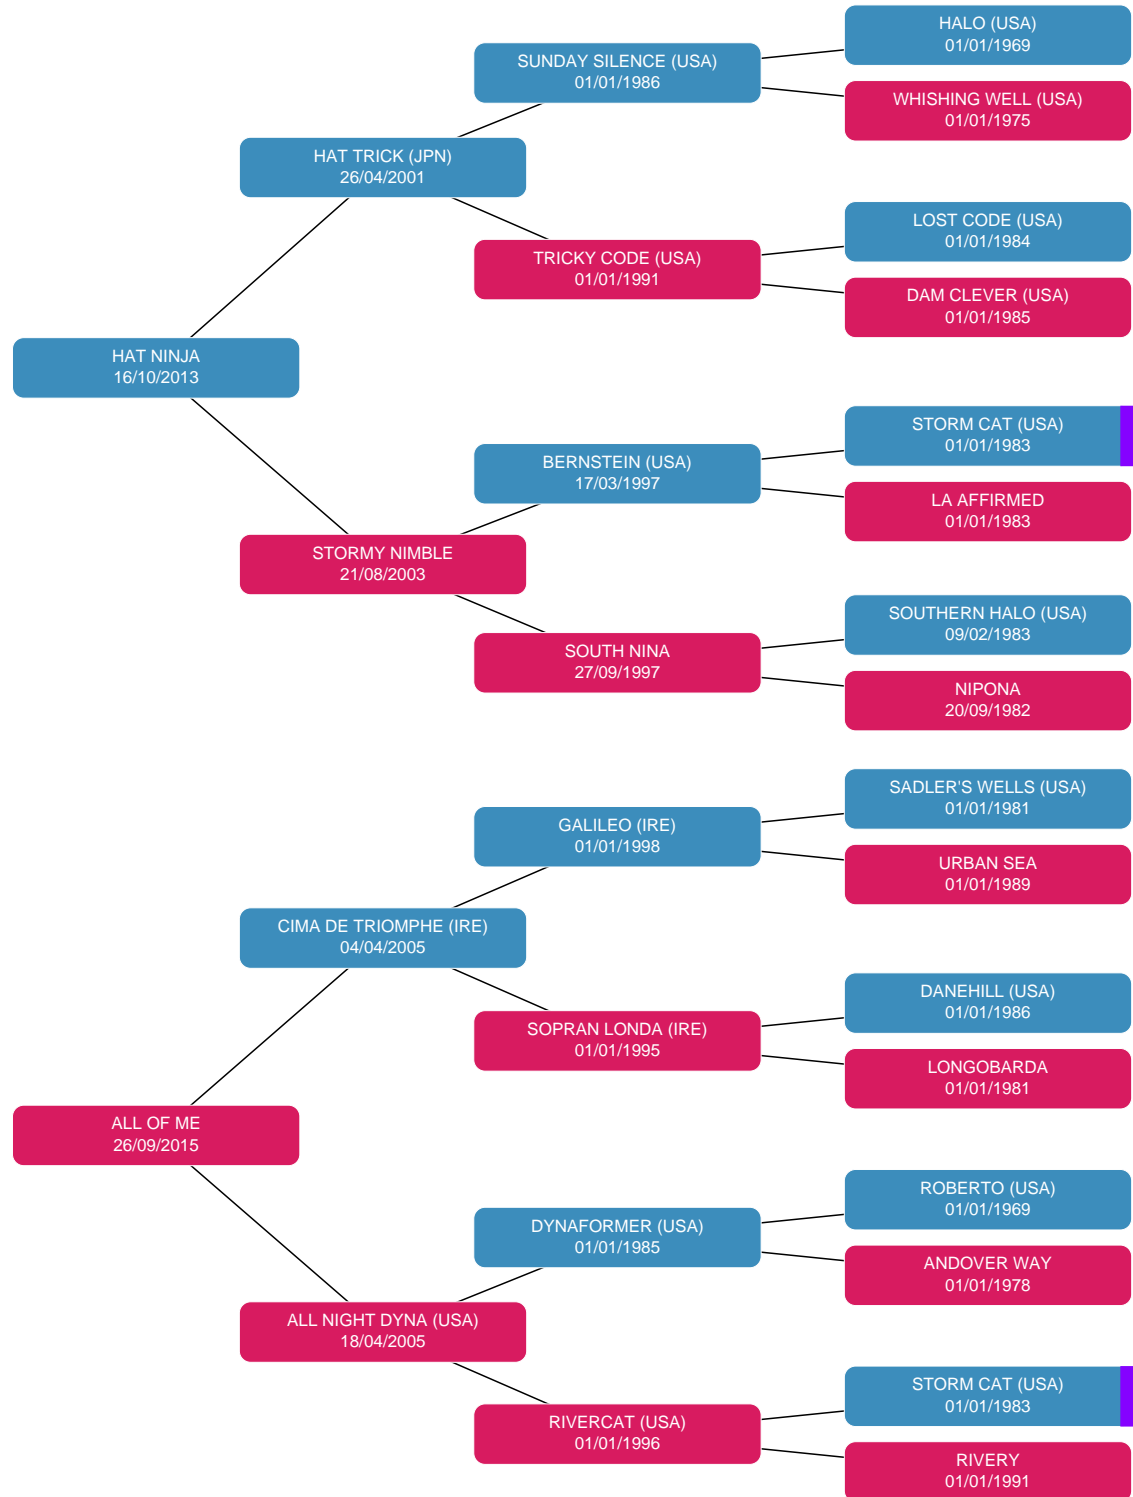 HALO (USA)
01/01/1969
SUNDAY SILENCE (USA)
01/01/1986
WHISHING WELL (USA)
01/01/1975
HAT TRICK (JPN)
26/04/2001
LOST CODE (USA)
01/01/1984
TRICKY CODE (USA)
01/01/1991
DAM CLEVER (USA)
01/01/1985
HAT NINJA
16/10/2013
STORM CAT (USA)
01/01/1983
BERNSTEIN (USA)
17/03/1997
LA AFFIRMED
01/01/1983
STORMY NIMBLE
21/08/2003
SOUTHERN HALO (USA)
09/02/1983
SOUTH NINA
27/09/1997
NIPONA
20/09/1982
SADLER'S WELLS (USA)
01/01/1981
GALILEO (IRE)
01/01/1998
URBAN SEA
01/01/1989
CIMA DE TRIOMPHE (IRE)
04/04/2005
DANEHILL (USA)
01/01/1986
SOPRAN LONDA (IRE)
01/01/1995
LONGOBARDA
01/01/1981
ALL OF ME
26/09/2015
ROBERTO (USA)
01/01/1969
DYNAFORMER (USA)
01/01/1985
ANDOVER WAY
01/01/1978
ALL NIGHT DYNA (USA)
18/04/2005
STORM CAT (USA)
01/01/1983
RIVERCAT (USA)
01/01/1996
RIVERY
01/01/1991